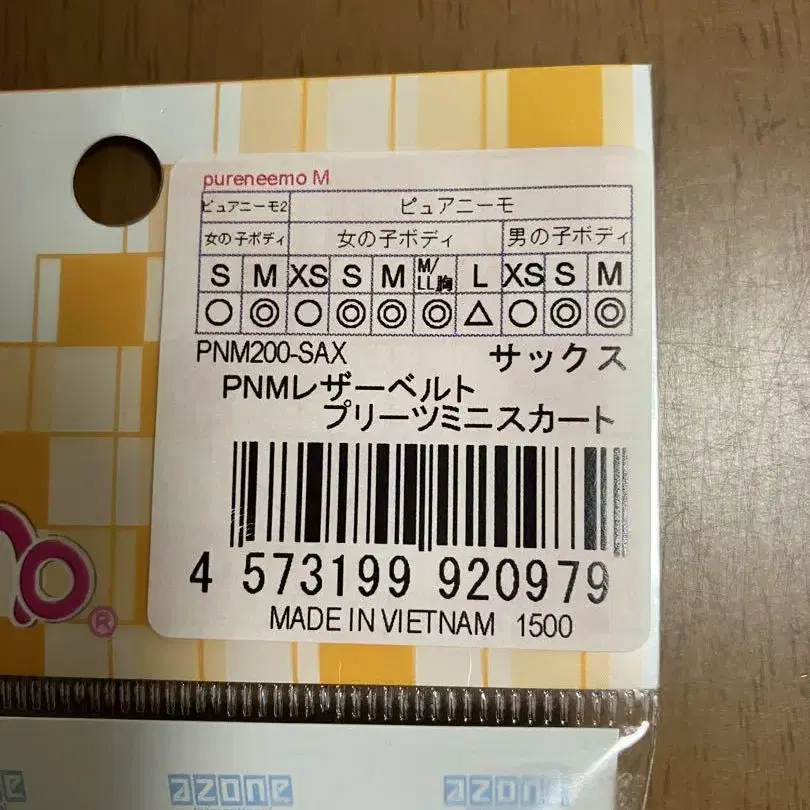 pureneemo M
ピュアニーモ2 ピュアニーモ
女の子ボディ 女の子ボディ 男の子ボディ
S M XS S M M/LL胸 L XS S M
○ ◎ ○ ◎ ◎ ◎ △ ○ ◎ ◎
PNM200-SAX サックス
PNMレザーベルト
プリーツミニスカート
4 573199 920979
MADE IN VIETNAM 1500
®
azone azone